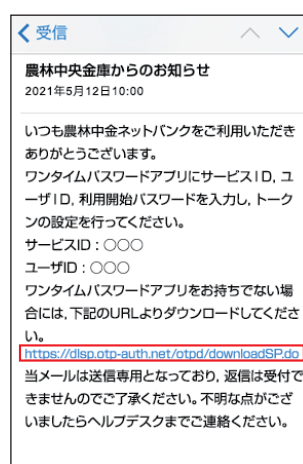 受信
農林中央金庫からのお知らせ
2021年5月12日10:00
いつも農林中金ネットバンクをご利用いただき
ありがとうございます。
ワンタイムパスワードアプリにサービスID, ユ
ーザID, 利用開始パスワードを入力し, トーク
ンの設定を行ってください。
サービスID：○○○
ユーザID：○○○
ワンタイムパスワードアプリをお持ちでない場
合には, 下記のURLよりダウンロードしてくださ
い。
https://dlsp.otp-auth.net/otpd/downloadSP.do
当メールは送信専用となっており, 返信は受付で
きませんのでご了承ください。不明な点がござ
いましたらヘルプデスクまでご連絡ください。